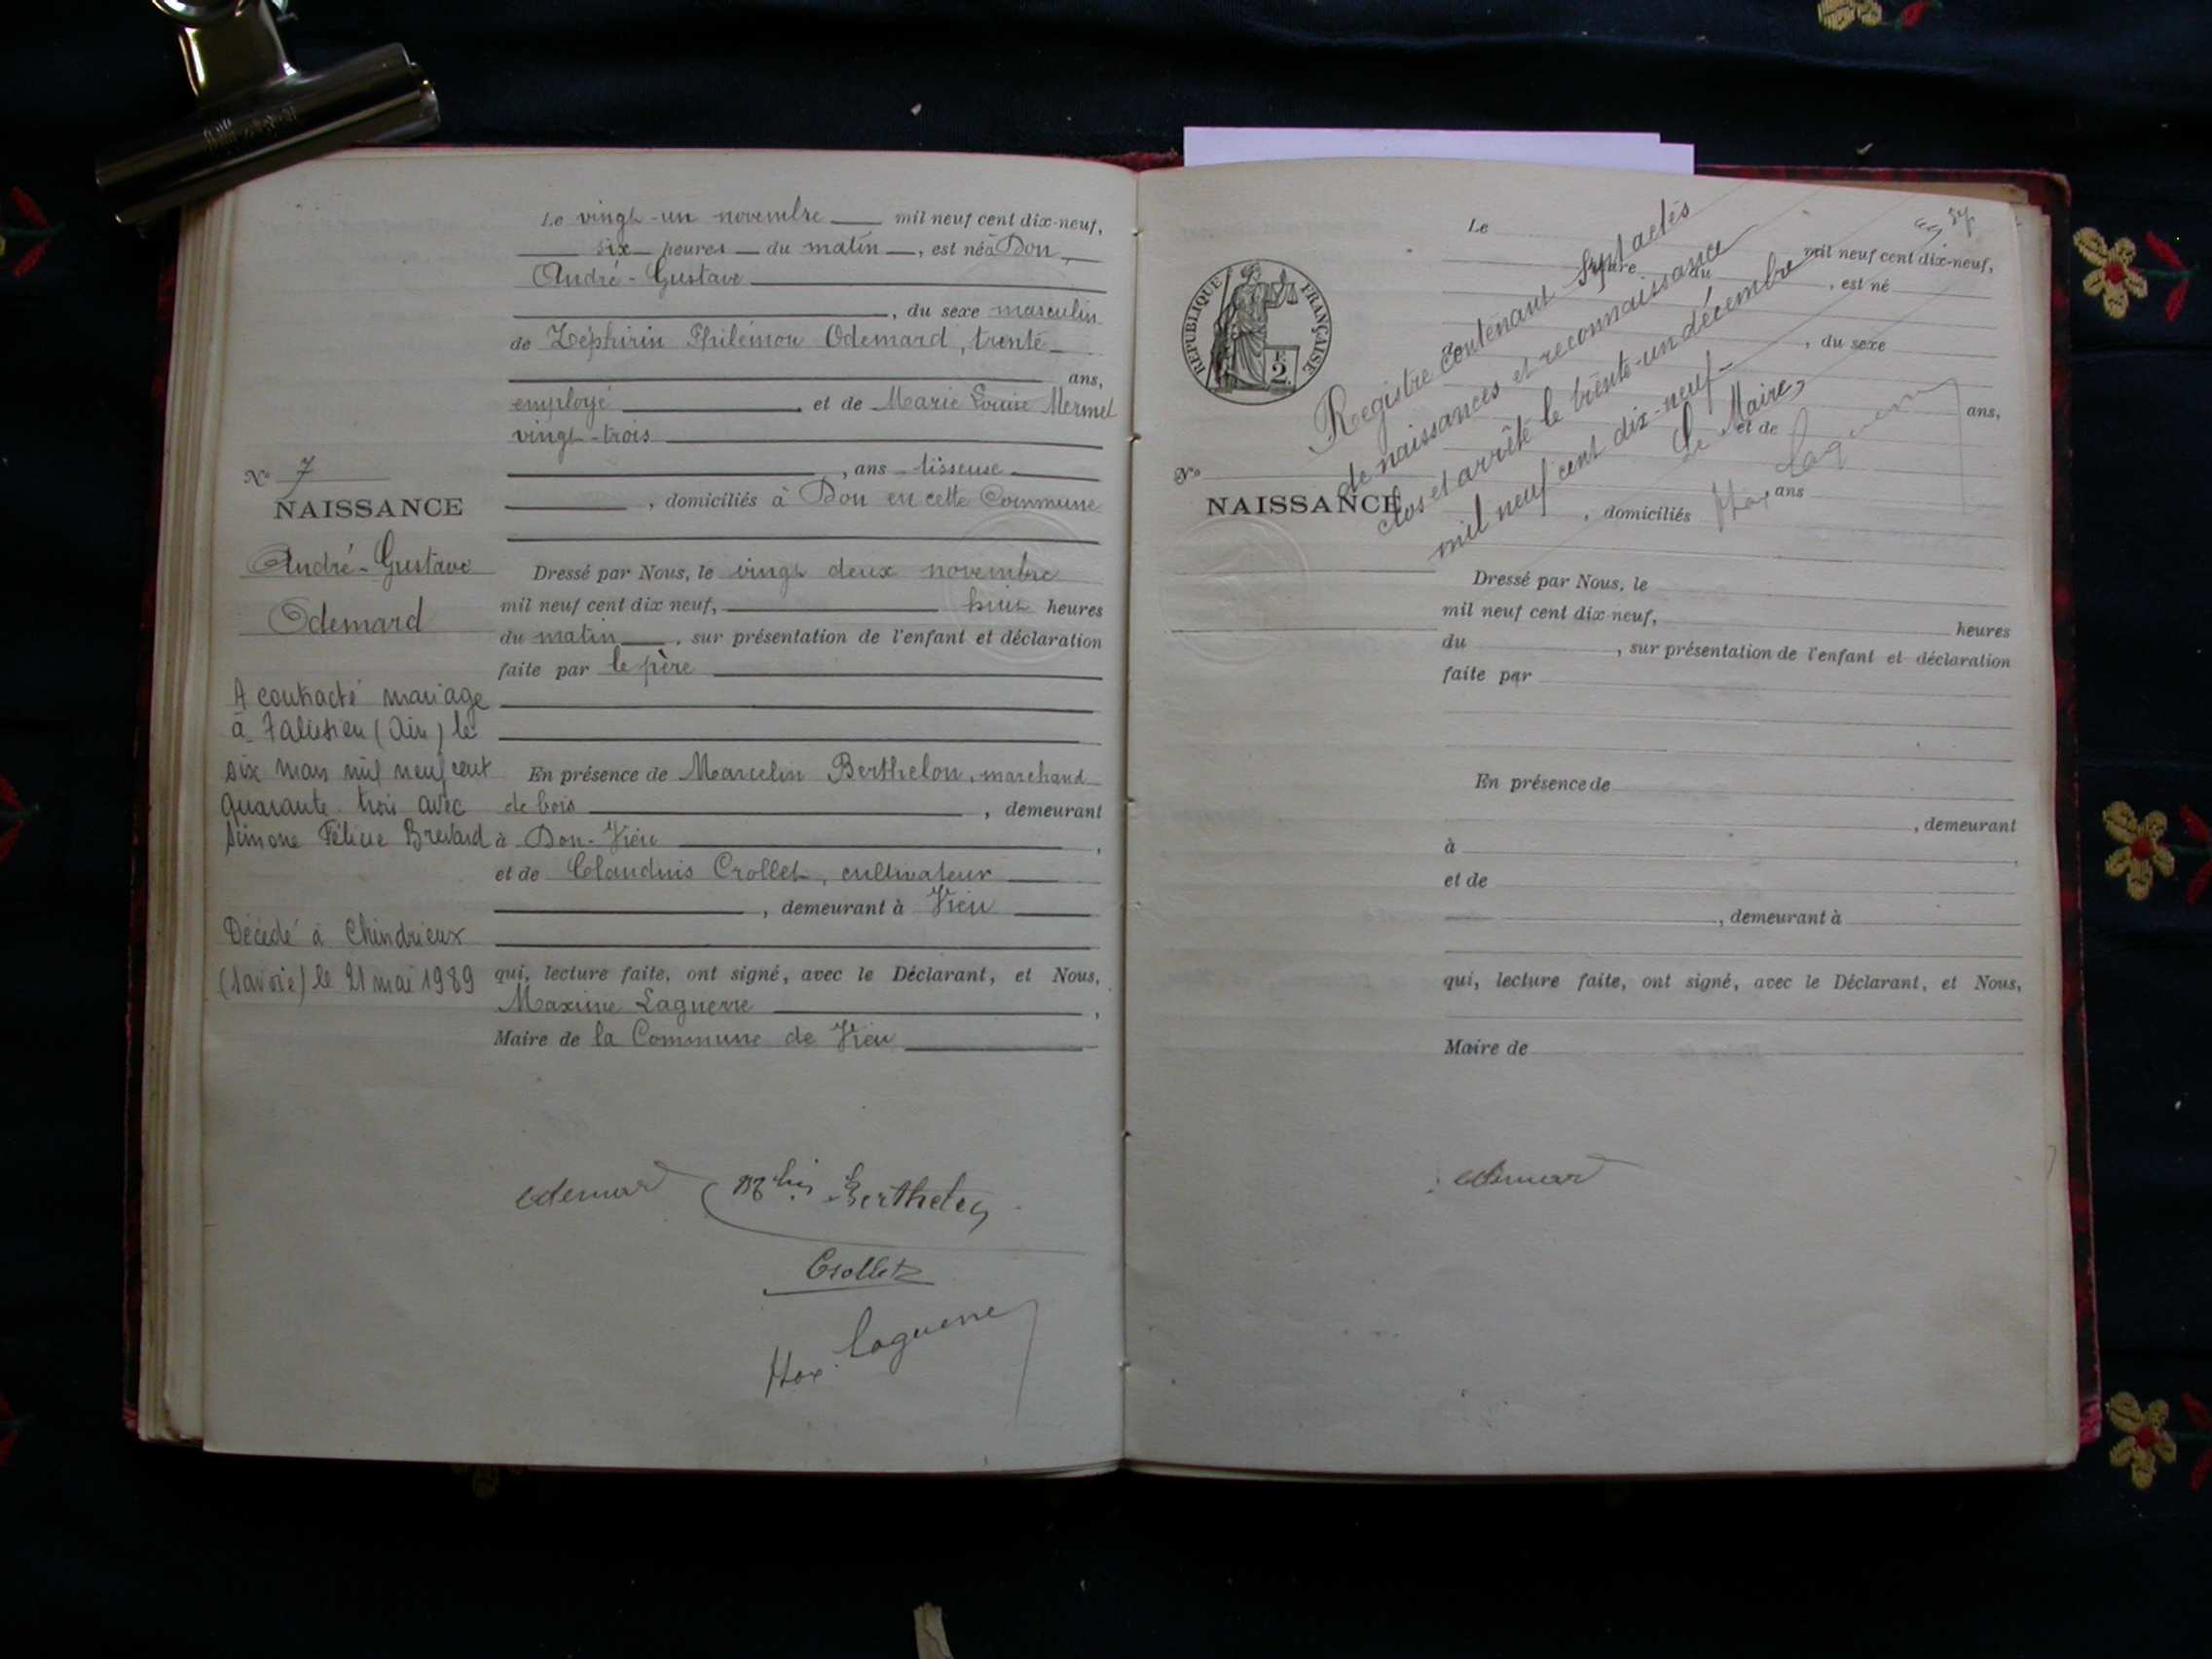 Le vingt-un novembre mil neuf cent dix-neuf,
six heures du matin, est né à Don,
André-Gustave
, du sexe masculin
de Zéphirin Philémon Odemard, trente
ans,
employé et de Marie Louise Mermet
vingt-trois
, ans tisseuse
, domiciliés à Don en cette Commune
N° 7
NAISSANCE
André-Gustave
Odemard
Dressé par Nous, le vingt deux novembre
mil neuf cent dix neuf, huit heures
du matin, sur présentation de l'enfant et déclaration
faite par le père
A contracté mariage
à Talissieu (Ain) le
six mars mil neuf cent
quarante trois avec
Simone Félicie
Décédé à Chindrieux
(Savoie) le 21 mai 1989
En présence de Marcelin Berthelon, marchand
de bois, demeurant
à Don-Vieu,
et de Claudius Crollet, cultivateur
, demeurant à Vieu
qui, lecture faite, ont signé, avec le Déclarant, et Nous,
Maxime Laguerre,
Maire de la Commune de Vieu
Odemard
Berthelon
Crollet
Max. Laguerre
RÉPUBLIQUE FRANÇAISE
2
Registre contenant sept actes
de naissances et reconnaissance
clos et arrêté le trente-un décembre
mil neuf cent dix-neuf-
Le Maire,
Max Laguerre
Le
mil neuf cent dix-neuf,
heure du, est né
, du sexe
de
ans,
et de
N°
NAISSANCE
, ans
, domiciliés
Dressé par Nous, le
mil neuf cent dix neuf, heures
du, sur présentation de l'enfant et déclaration
faite par
En présence de
, demeurant
à,
et de
, demeurant à
qui, lecture faite, ont signé, avec le Déclarant, et Nous,
Maire de
Odemard